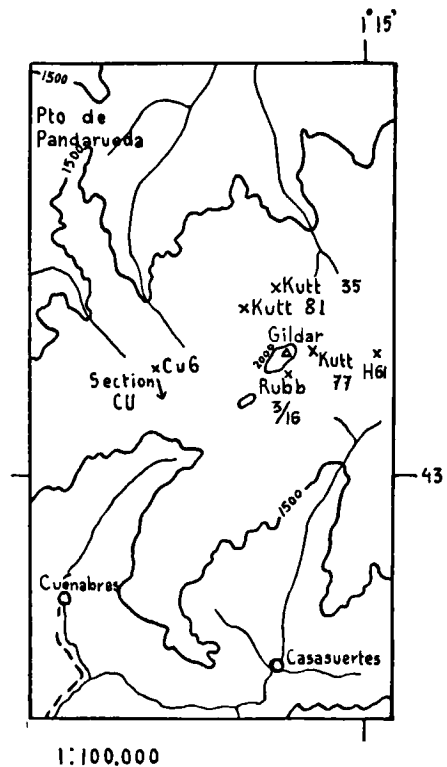 1° 15'
1500
Pto de
Pandarueda
1500
Kutt 35
Kutt 81
Gildar
2000
Cu6
Kutt
77
H61
Section
CU
Rubb
3/16
43
1500
Cuenabres
Casasuertes
1:100,000